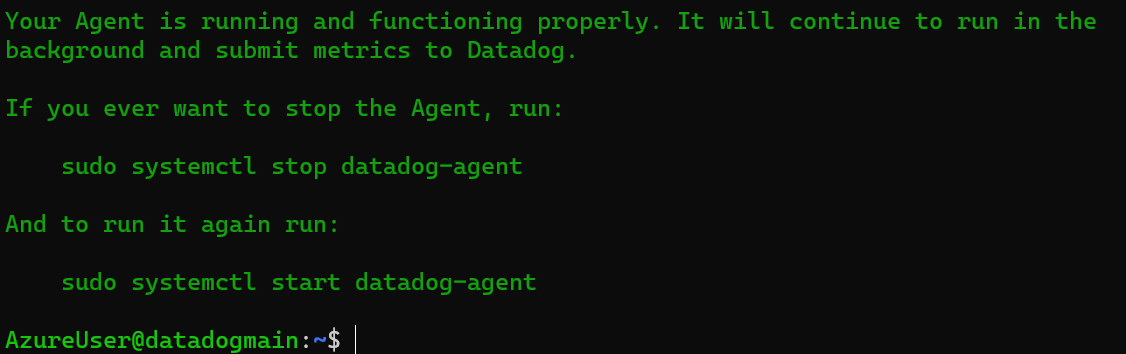 Your Agent is running and functioning properly. It will continue to run in the
background and submit metrics to Datadog.
If you ever want to stop the Agent, run:
sudo systemctl stop datadog-agent
And to run it again run:
sudo systemctl start datadog-agent
AzureUser@datadogmain:~$